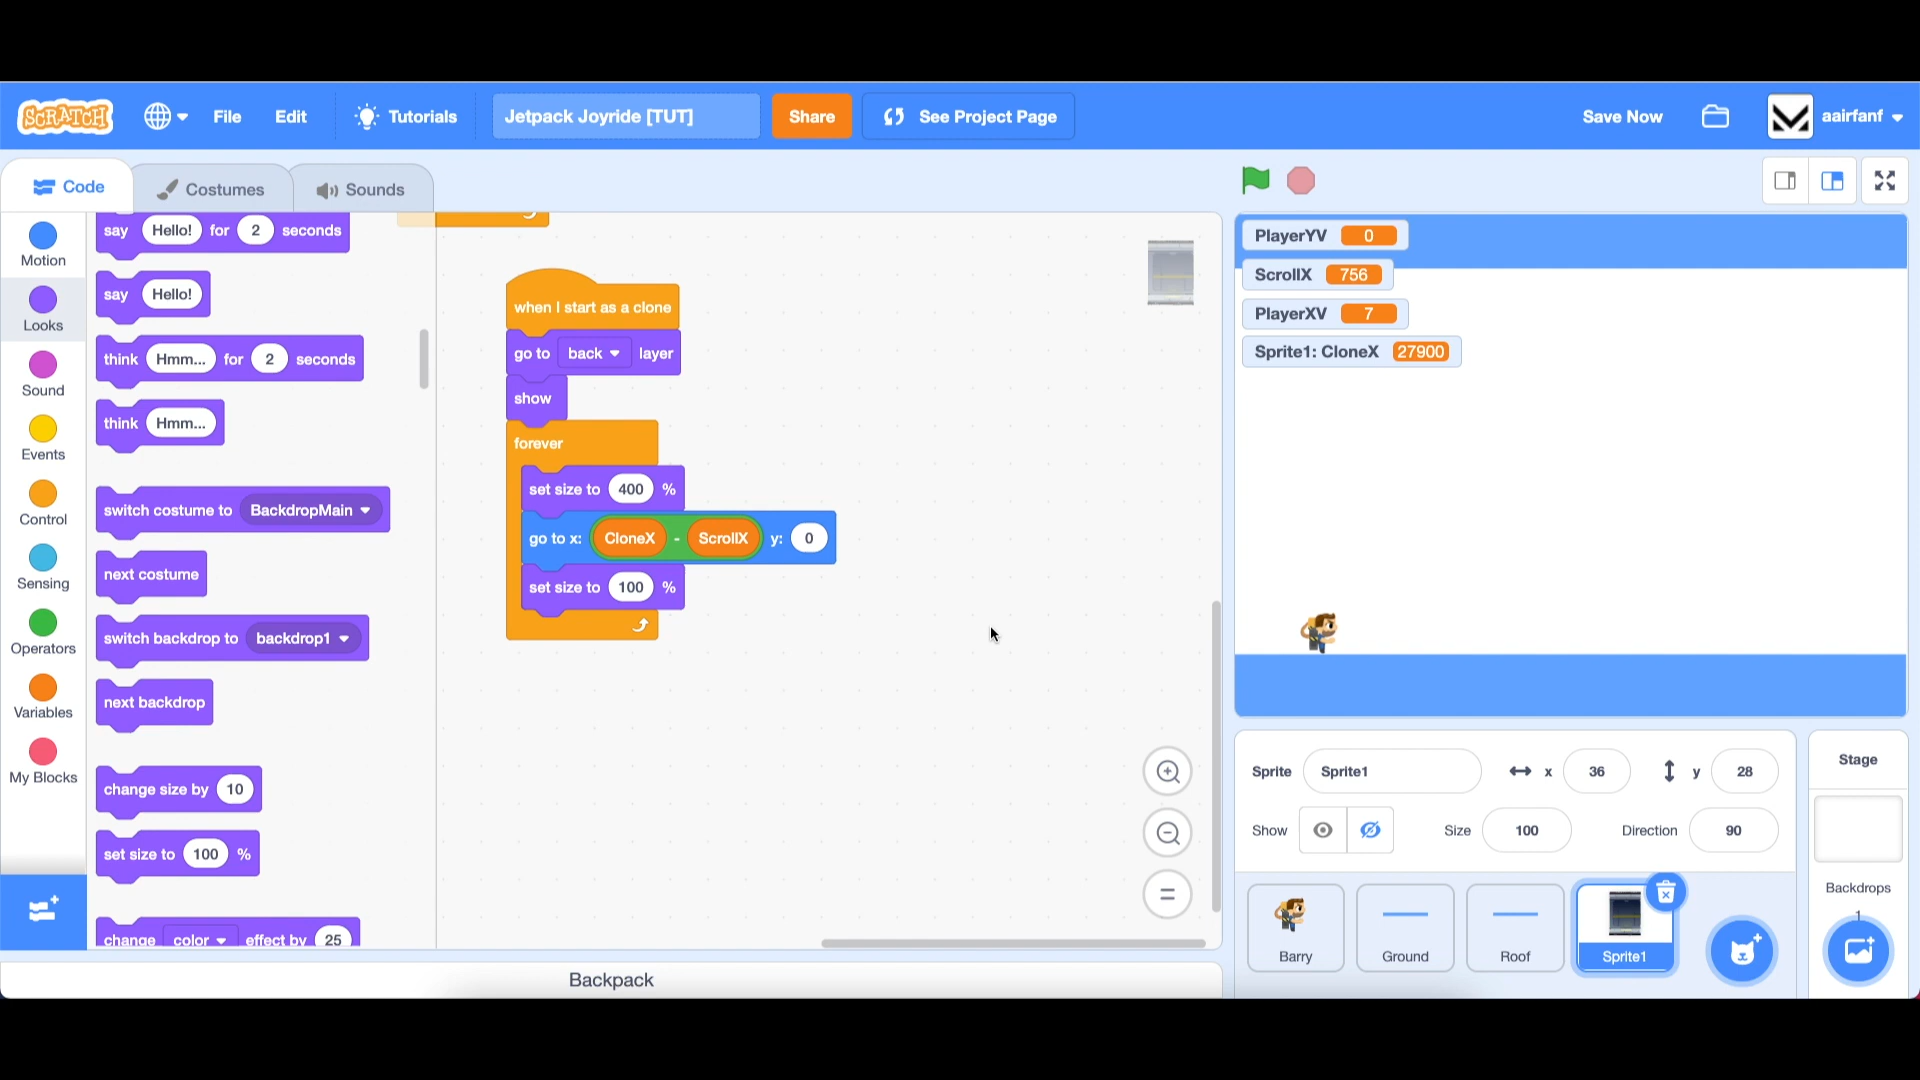 SCRATCH File Edit Tutorials Jetpack Joyride [TUT] Share See Project Page Save Now aairfanf
Code Costumes Sounds
Motion
Looks
Sound
Events
Control
Sensing
Operators
Variables
My Blocks
say Hello! for 2 seconds
say Hello!
think Hmm... for 2 seconds
think Hmm...
switch costume to BackdropMain
next costume
switch backdrop to backdrop1
next backdrop
change size by 10
set size to 100 %
change color effect by 25
when I start as a clone
go to back layer
show
forever
set size to 400 %
go to x: CloneX - ScrollX y: 0
set size to 100 %
Backpack
PlayerYV 0
ScrollX 756
PlayerXV 7
Sprite1: CloneX 27900
Sprite Sprite1 x 36 y 28
Show Size 100 Direction 90
Barry Ground Roof Sprite1
Stage
Backdrops
1